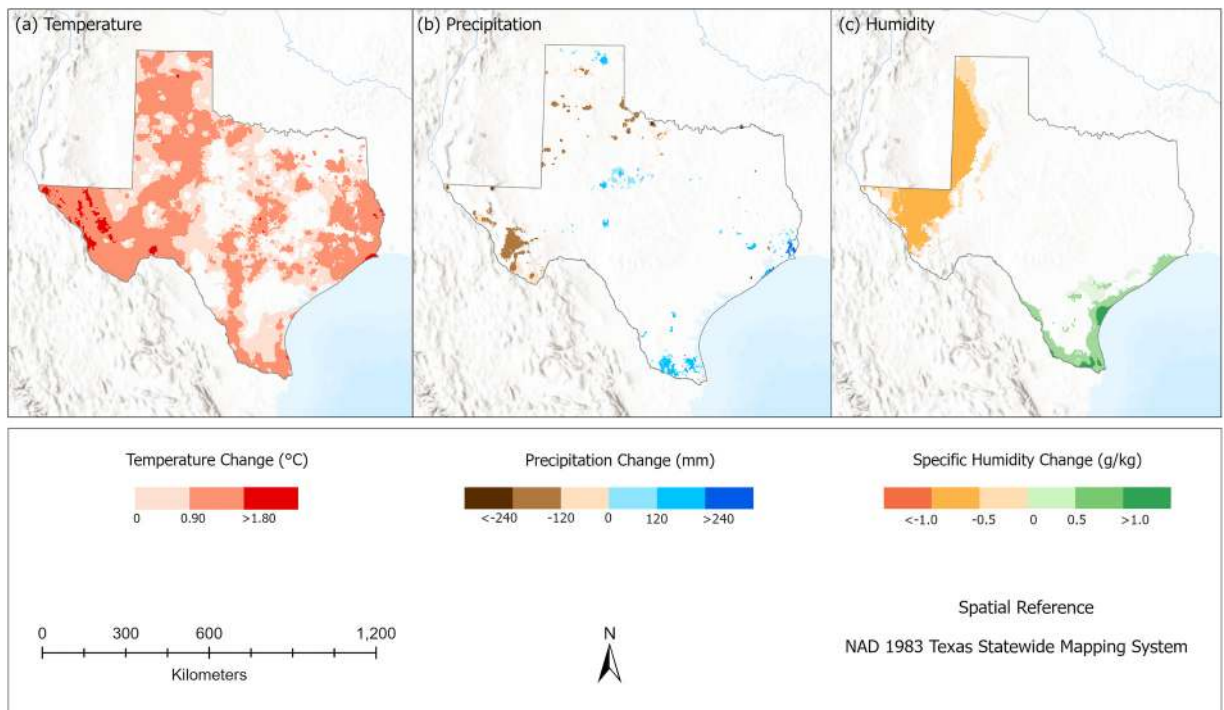 (a) Temperature
(b) Precipitation
(c) Humidity
Temperature Change (°C)
0 0.90 >1.80
Precipitation Change (mm)
<-240 -120 0 120 >240
Specific Humidity Change (g/kg)
<-1.0 -0.5 0 0.5 >1.0
0 300 600 1,200
Kilometers
N
Spatial Reference
NAD 1983 Texas Statewide Mapping System